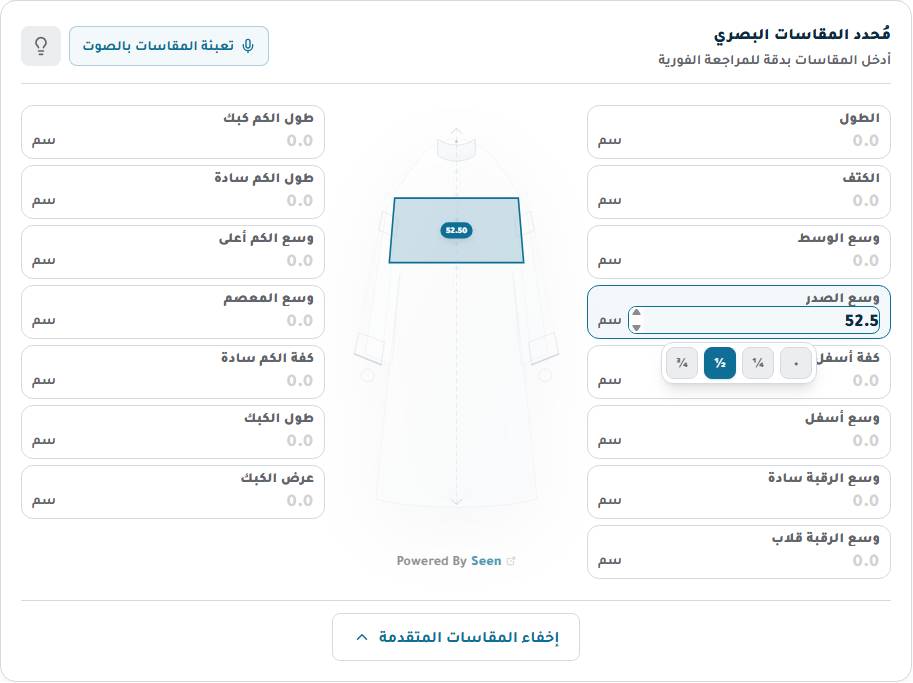 مُحدد المقاسات البصري
أدخل المقاسات بدقة للمراجعة الفورية
تعبئة المقاسات بالصوت
الطول
0.0 سم
الكتف
0.0 سم
وسع الوسط
0.0 سم
وسع الصدر
52.5 سم
٠ ¼ ½ ¾
كفة أسفل
0.0 سم
وسع أسفل
0.0 سم
وسع الرقبة سادة
0.0 سم
وسع الرقبة قلاب
0.0 سم
52.50
Powered By Seen
طول الكم كبك
0.0 سم
طول الكم سادة
0.0 سم
وسع الكم أعلى
0.0 سم
وسع المعصم
0.0 سم
كفة الكم سادة
0.0 سم
طول الكبك
0.0 سم
عرض الكبك
0.0 سم
إخفاء المقاسات المتقدمة